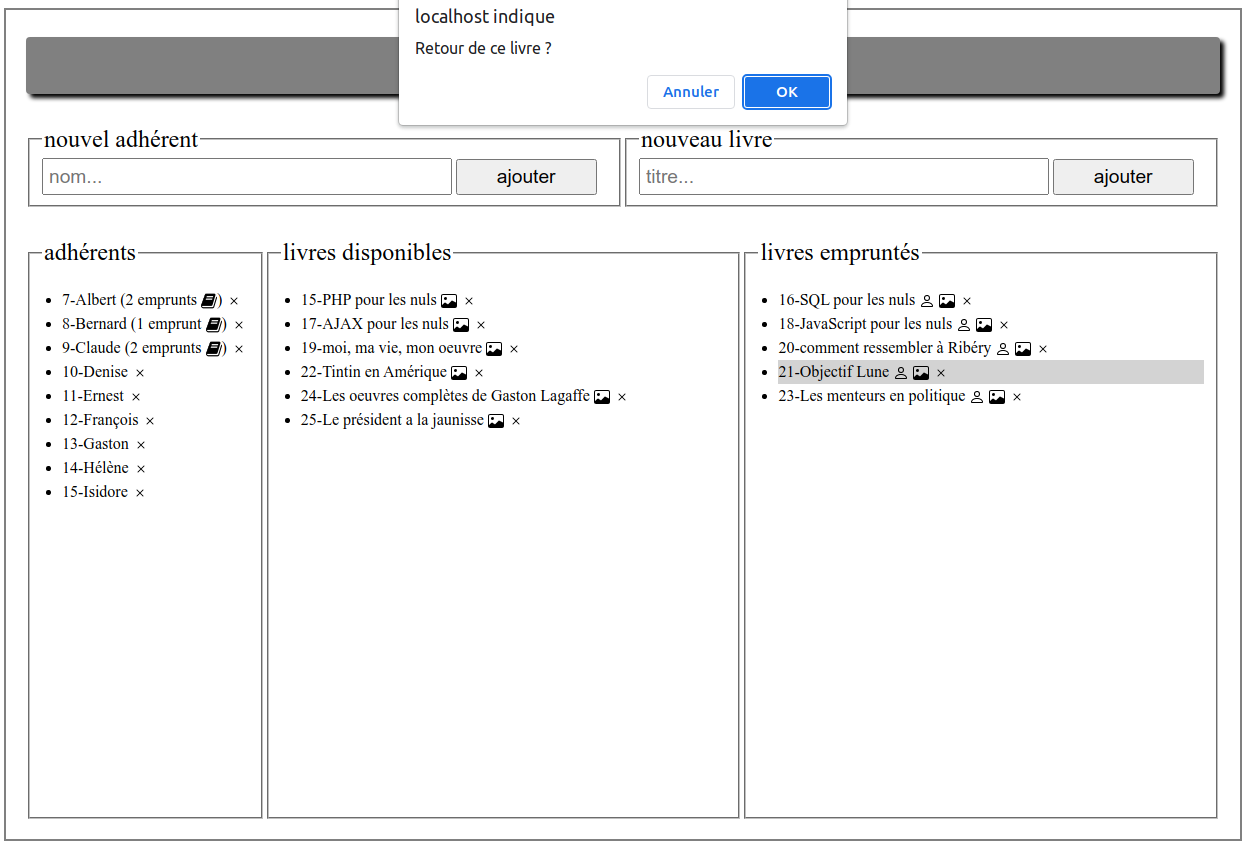 localhost indique
Retour de ce livre ?
Annuler
OK
nouvel adhérent
nom...
ajouter
nouveau livre
titre...
ajouter
adhérents
7-Albert (2 emprunts ) ×
8-Bernard (1 emprunt ) ×
9-Claude (2 emprunts ) ×
10-Denise ×
11-Ernest ×
12-François ×
13-Gaston ×
14-Hélène ×
15-Isidore ×
livres disponibles
15-PHP pour les nuls ×
17-AJAX pour les nuls ×
19-moi, ma vie, mon oeuvre ×
22-Tintin en Amérique ×
24-Les oeuvres complètes de Gaston Lagaffe ×
25-Le président a la jaunisse ×
livres empruntés
16-SQL pour les nuls ×
18-JavaScript pour les nuls ×
20-comment ressembler à Ribéry ×
21-Objectif Lune ×
23-Les menteurs en politique ×